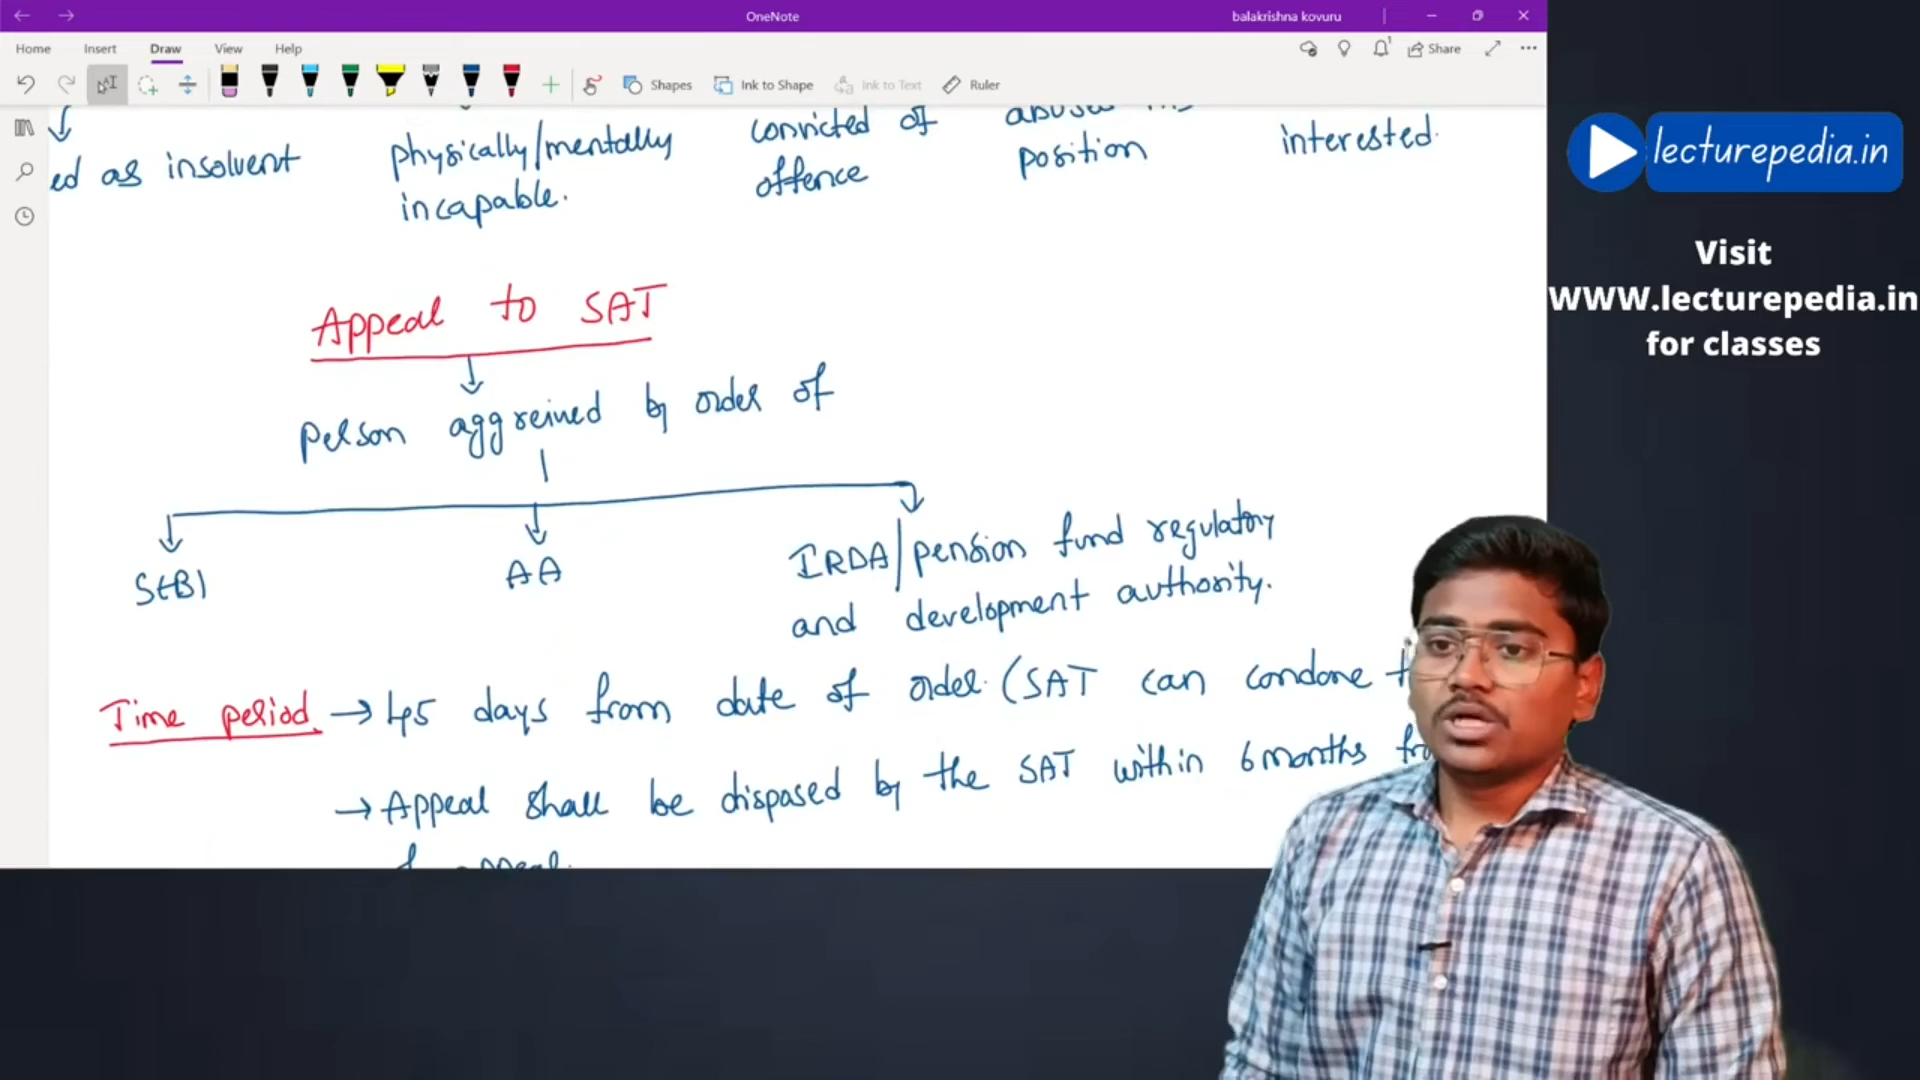 OneNote
balakrishna kovuru
Home Insert Draw View Help
Share
Shapes Ink to Shape Ink to Text Ruler
ed as insolvent
physically/mentally
incapable.
convicted of
offence
position
interested.
Appeal to SAT
person aggreived by order of
SEBI
AA
IRDA/pension fund regulatory
and development authority.
Time period → 45 days from date of order. (SAT can condone
→ Appeal shall be disposed by the SAT within 6 months
lecturepedia.in
Visit
WWW.lecturepedia.in
for classes